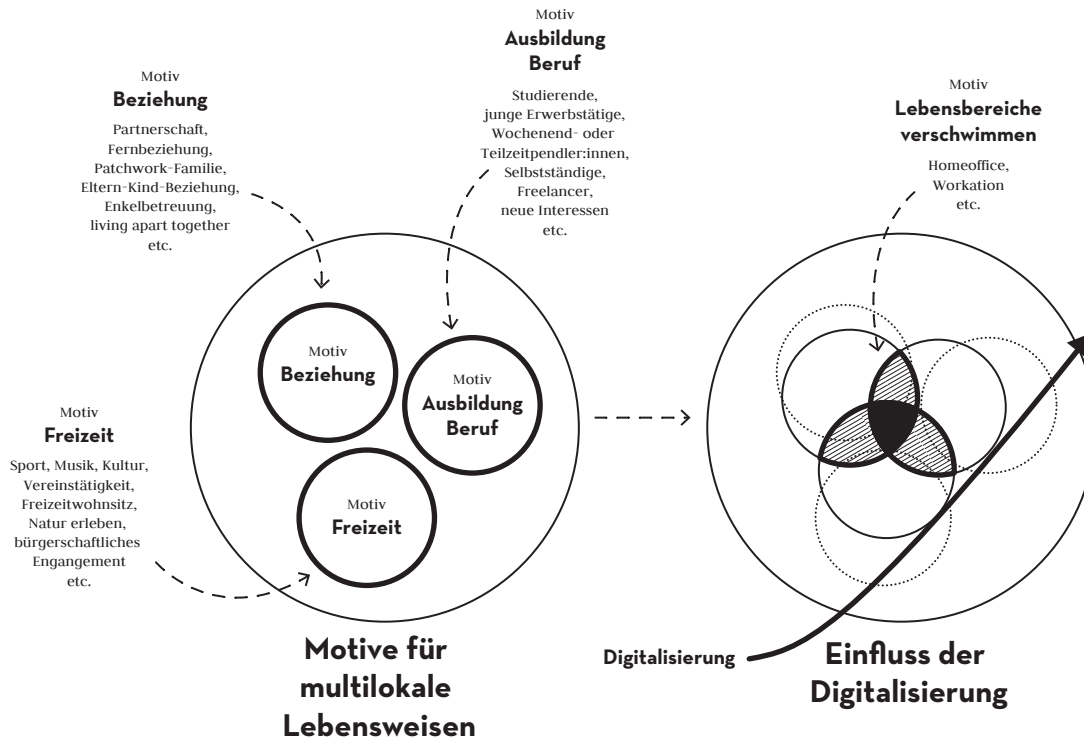 Motiv
Beziehung
Partnerschaft,
Fernbeziehung,
Patchwork-Familie,
Eltern-Kind-Beziehung,
Enkelbetreuung,
living apart together
etc.
Motiv
Ausbildung
Beruf
Studierende,
junge Erwerbstätige,
Wochenend- oder
Teilzeitpendler:innen,
Selbstständige,
Freelancer,
neue Interessen
etc.
Motiv
Lebensbereiche
verschwimmen
Homeoffice,
Workation
etc.
Motiv
Freizeit
Sport, Musik, Kultur,
Vereinstätigkeit,
Freizeitwohnsitz,
Natur erleben,
bürgerschaftliches
Engangement
etc.
Motiv
Beziehung
Motiv
Ausbildung
Beruf
Motiv
Freizeit
Motive für
multilokale
Lebensweisen
Digitalisierung
Einfluss der
Digitalisierung